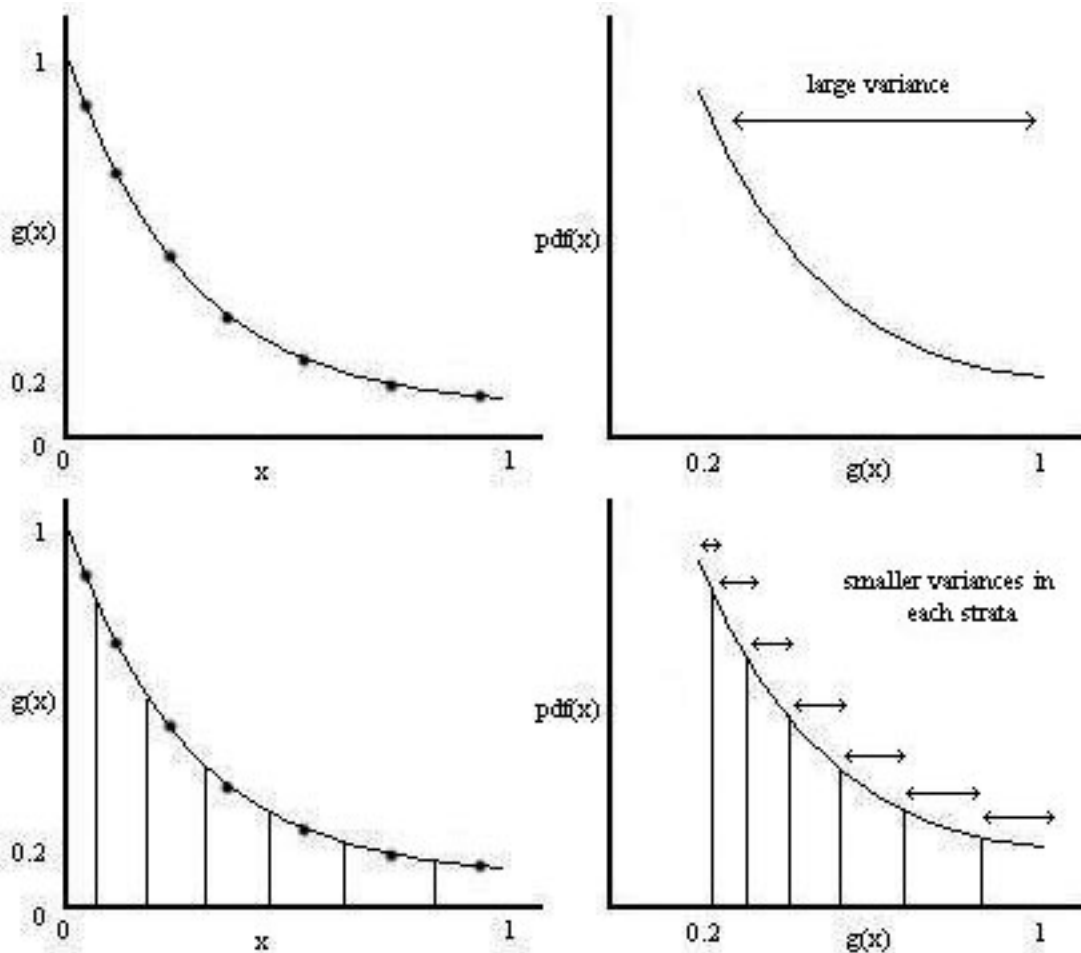 1
g(x)
0.2
0
0
x
1
large variance
pdf(x)
0.2
g(x)
1
1
g(x)
0.2
0
0
x
1
smaller variances in
each strata
pdf(x)
0.2
g(x)
1